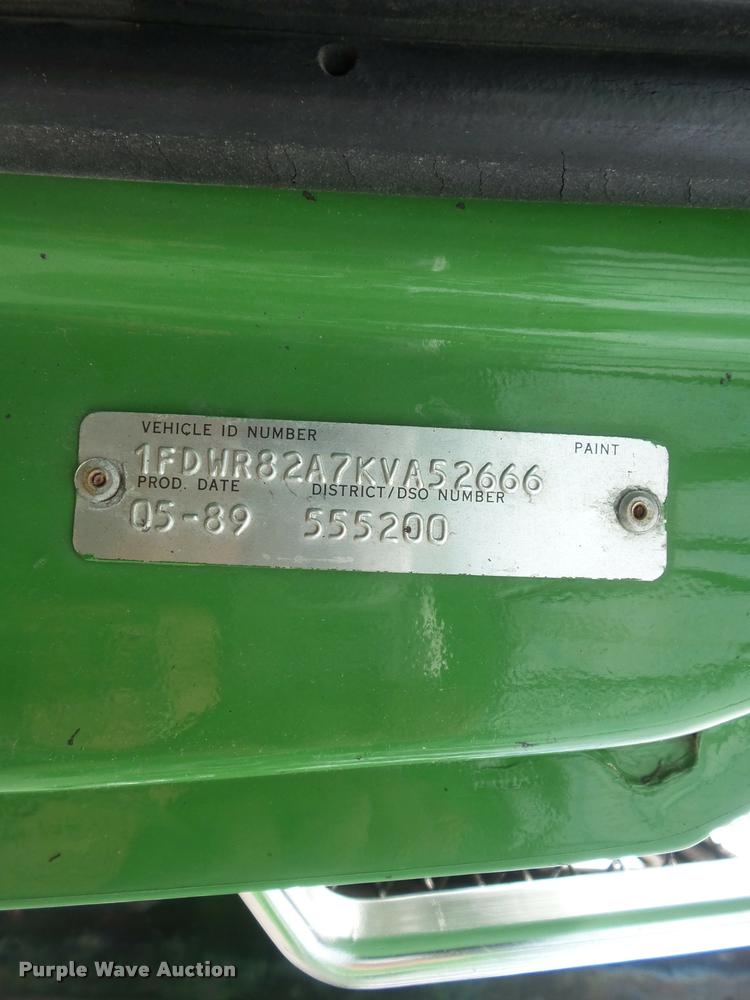 VEHICLE ID NUMBER
PAINT
1FDWR82A7KVA52666
PROD. DATE DISTRICT/DSO NUMBER
05-89 555200
Purple Wave Auction